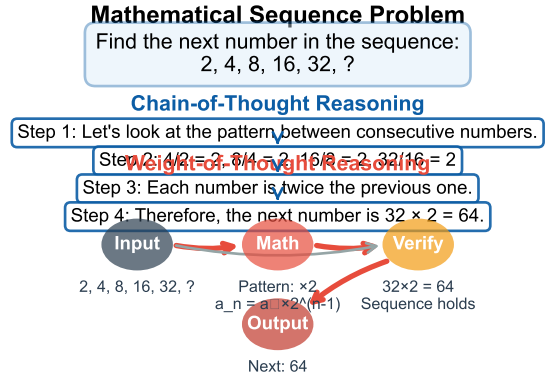 Mathematical Sequence Problem
Find the next number in the sequence:
2, 4, 8, 16, 32, ?
Chain-of-Thought Reasoning
Step 1: Let's look at the pattern between consecutive numbers.
Step 2: 4/2 = 2, 8/4 = 2, 16/8 = 2, 32/16 = 2
Weight-of-Thought Reasoning
Step 3: Each number is twice the previous one.
Step 4: Therefore, the next number is 32 × 2 = 64.
Input
Math
Verify
2, 4, 8, 16, 32, ?
Pattern: ×2
32×2 = 64
a_n = a□×2^(n-1)
Sequence holds
Output
Next: 64